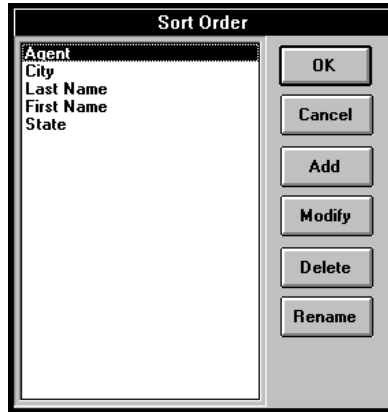 Sort Order
Agent
City
Last Name
First Name
State
OK
Cancel
Add
Modify
Delete
Rename